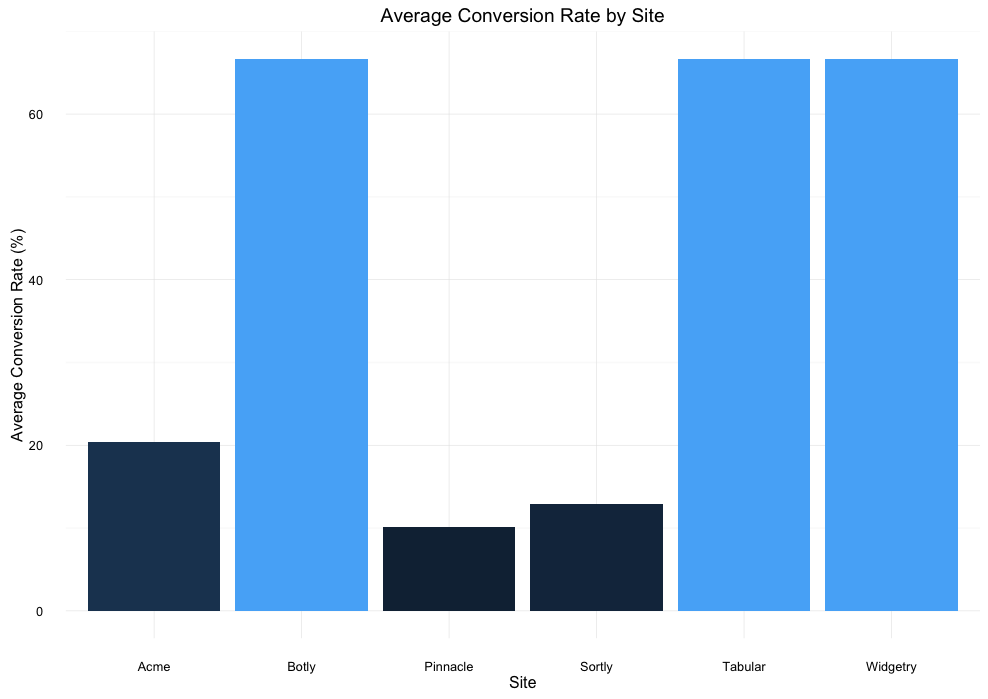 Average Conversion Rate by Site
Average Conversion Rate (%)
60
40
20
0
Acme
Botly
Pinnacle
Sortly
Tabular
Widgetry
Site